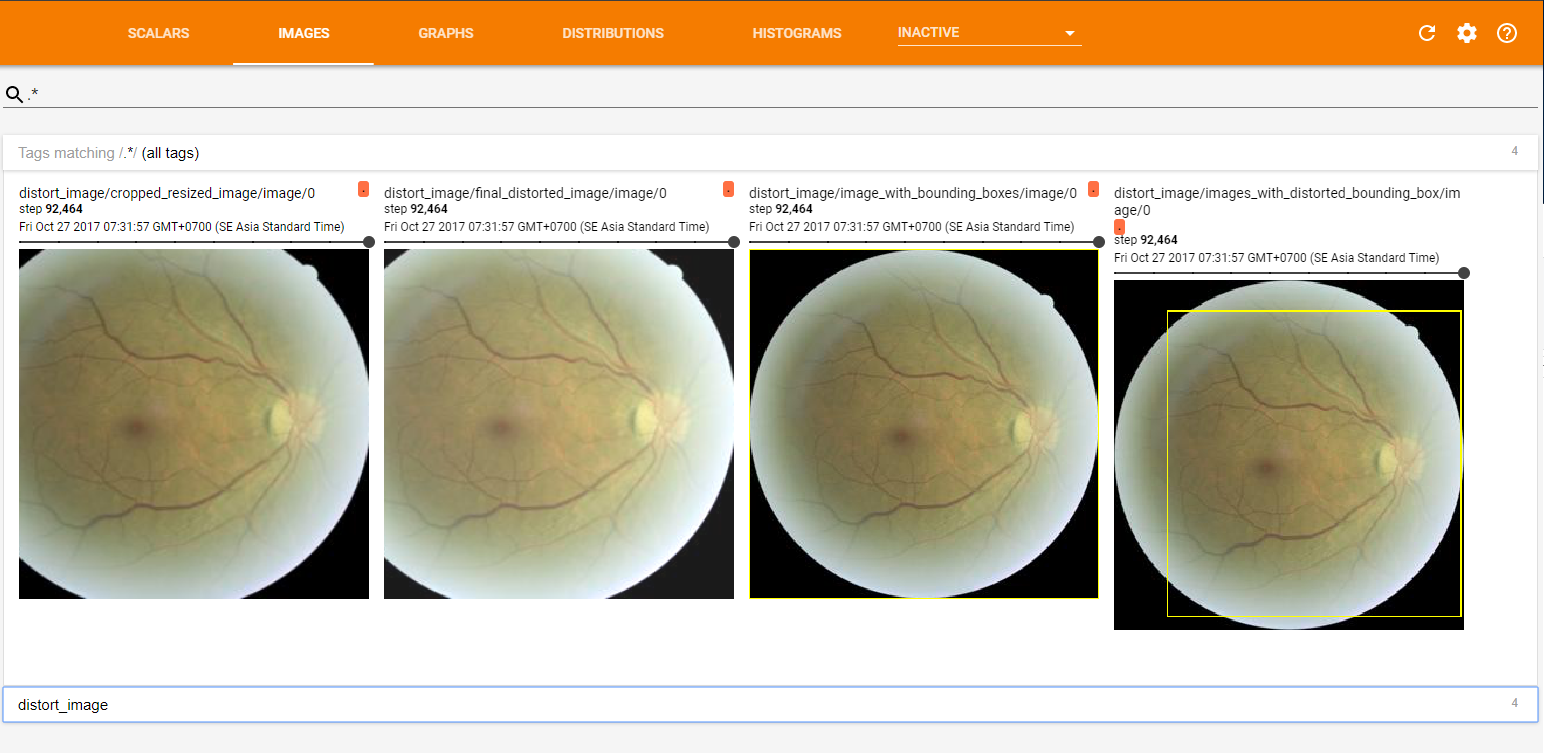 SCALARS IMAGES GRAPHS DISTRIBUTIONS HISTOGRAMS INACTIVE
.*
Tags matching /.*/ (all tags) 4
distort_image/cropped_resized_image/image/0 .
step 92,464
Fri Oct 27 2017 07:31:57 GMT+0700 (SE Asia Standard Time)
distort_image/final_distorted_image/image/0 .
step 92,464
Fri Oct 27 2017 07:31:57 GMT+0700 (SE Asia Standard Time)
distort_image/image_with_bounding_boxes/image/0 .
step 92,464
Fri Oct 27 2017 07:31:57 GMT+0700 (SE Asia Standard Time)
distort_image/images_with_distorted_bounding_box/im
age/0
.
step 92,464
Fri Oct 27 2017 07:31:57 GMT+0700 (SE Asia Standard Time)
distort_image 4